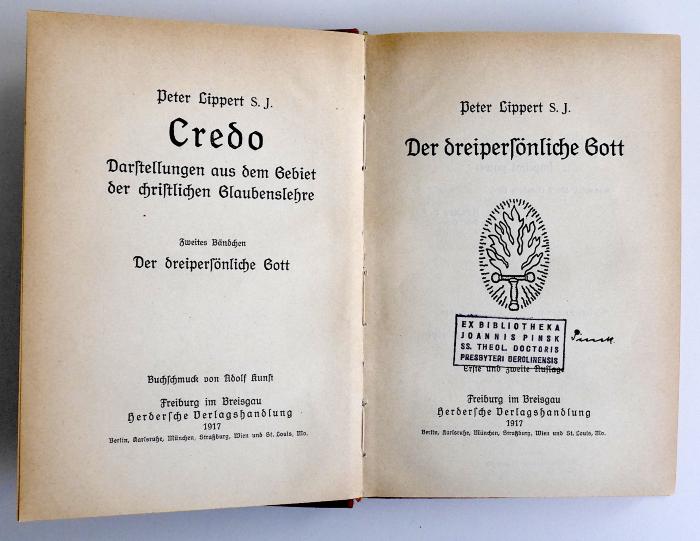 Peter Lippert S. J.
Credo
Darſtellungen aus dem Gebiet
der chriſtlichen Glaubenslehre
Zweites Bändchen
Der dreiperſönliche Gott
Buchſchmuck von Adolf Kunſt
Freiburg im Breisgau
Herderſche Verlagshandlung
1917
Berlin, Karlsruhe, München, Straßburg, Wien und St. Louis, Mo.
Peter Lippert S. J.
Der dreiperſönliche Gott
EX BIBLIOTHEKA
JOANNIS PINSK
SS. THEOL. DOCTORIS
PRESBYTERI BEROLINENSIS
Pinsk
Erſte und zweite Auflage
Freiburg im Breisgau
Herderſche Verlagshandlung
1917
Berlin, Karlsruhe, München, Straßburg, Wien und St. Louis, Mo.